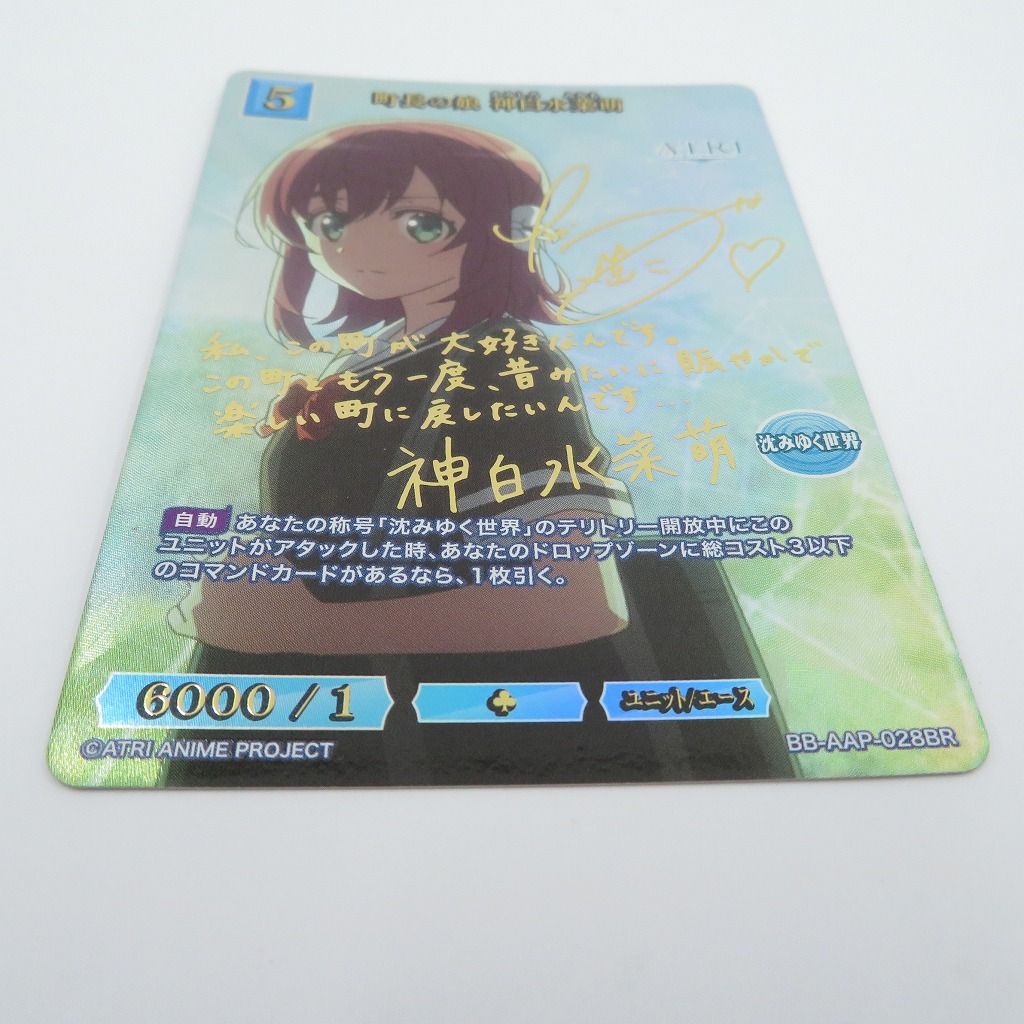 5
町長の娘 神白水菜萌
ATRI
私、この町が大好きなんです。
この町をもう一度、昔みたいに賑やかで
楽しい町に戻したいんです…
神白水菜萌
沈みゆく世界
自動 あなたの称号「沈みゆく世界」のテリトリー開放中にこの
ユニットがアタックした時、あなたのドロップゾーンに総コスト3以下
のコマンドカードがあるなら、1枚引く。
6000 / 1
♣
ユニット/エース
©ATRI ANIME PROJECT
BB-AAP-028BR